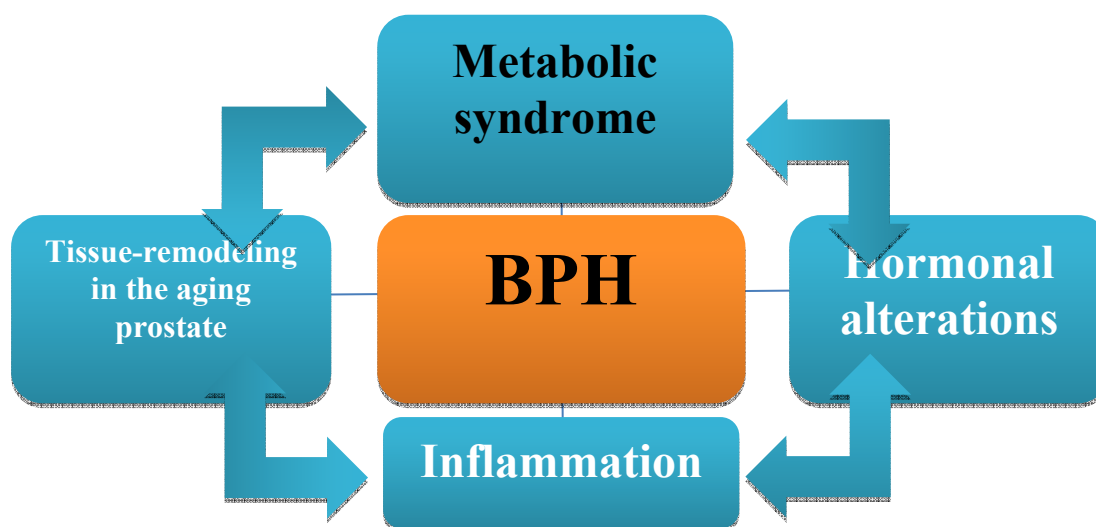 Metabolic
syndrome
Tissue-remodeling
in the aging
prostate
BPH
Hormonal
alterations
Inflammation